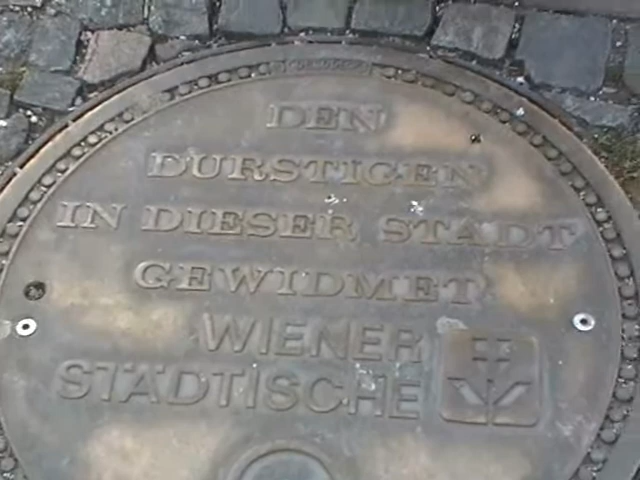 DEN
DURSTIGEN
IN DIESER STADT
GEWIDMET
WIENER
STÄDTISCHE